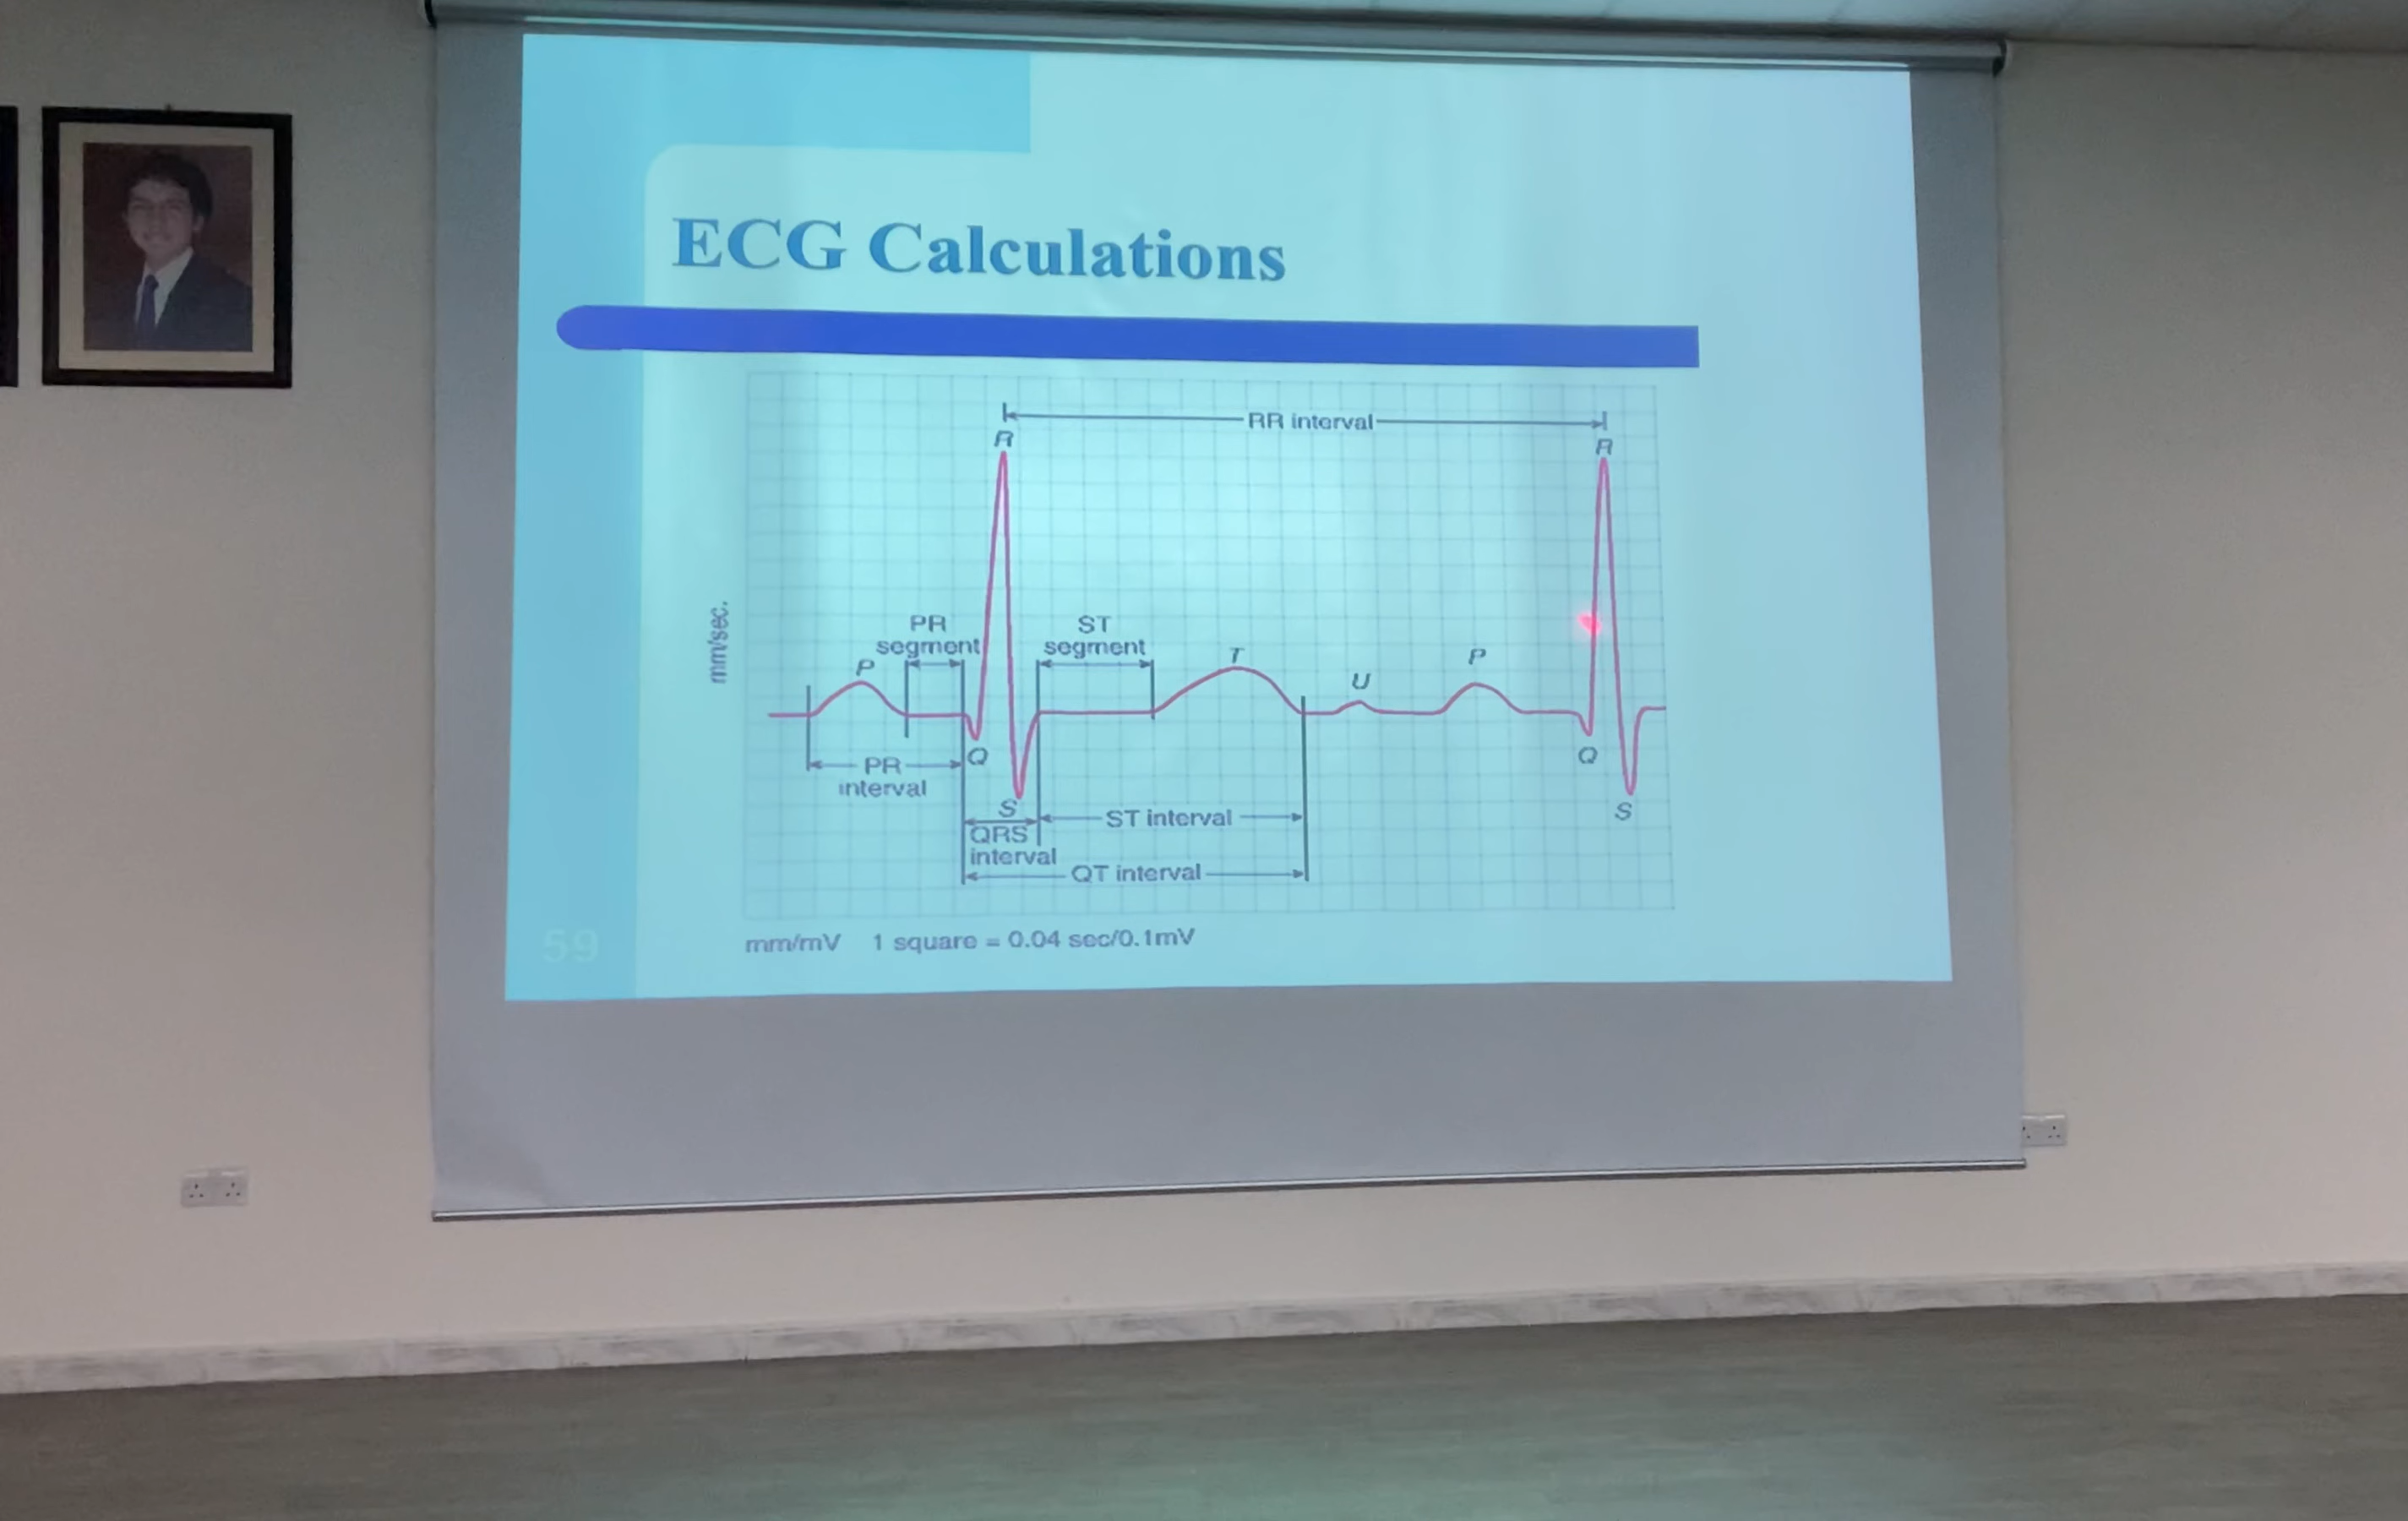 ECG Calculations
RR interval
R
R
PR
segment
ST
segment
mm/sec.
P
T
U
P
Q
PR
interval
Q
S
S
ST interval
QRS
interval
QT interval
mm/mV 1 square = 0.04 sec/0.1mV
59